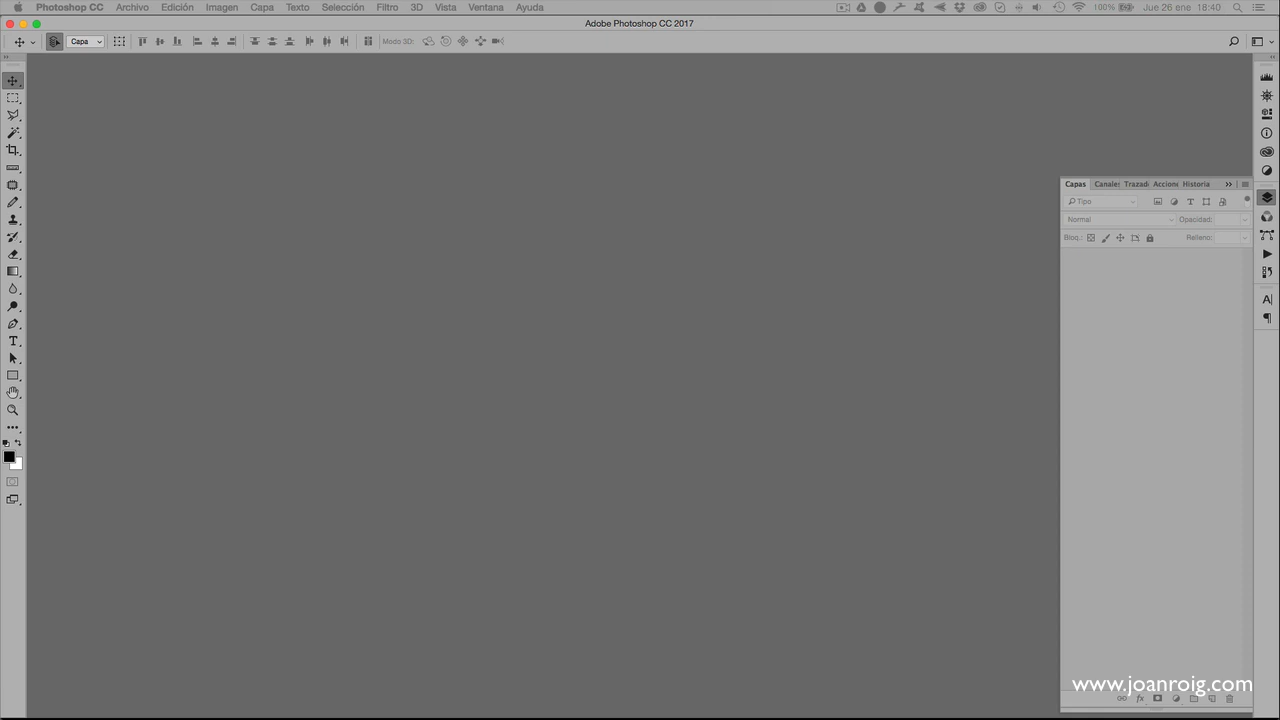 Photoshop CC Archivo Edición Imagen Capa Texto Selección Filtro 3D Vista Ventana Ayuda 100% Jue 26 ene 18:40
Adobe Photoshop CC 2017
Capa Modo 3D:
Capas Canales Trazad Accione Historia
Tipo
Normal Opacidad:
Bloq.: Relleno:
www.joanroig.com